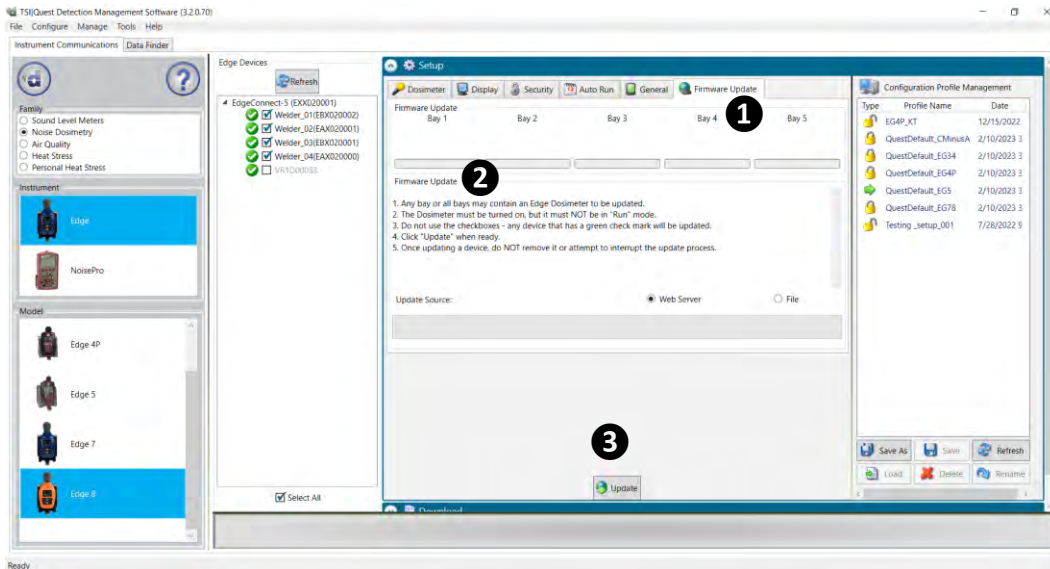 TSI|Quest Detection Management Software (3.2.0.70)
File Configure Manage Tools Help
Instrument Communications Data Finder
Family
Sound Level Meters
Noise Dosimetry
Air Quality
Heat Stress
Personal Heat Stress
Instrument
Edge
NoisePro
Model
Edge 4P
Edge 5
Edge 7
Edge 8
Edge Devices
Refresh
EdgeConnect-5 (EXX020001)
Welder_01(EBX020002)
Welder_02(EAX020001)
Welder_03(EBX020001)
Welder_04(EAX020000)
Select All
Setup
Dosimeter Display Security Auto Run General Firmware Update
1
Firmware Update
Bay 1 Bay 2 Bay 3 Bay 4 Bay 5
2
Firmware Update
1. Any bay or all bays may contain an Edge Dosimeter to be updated.
2. The Dosimeter must be turned on, but it must NOT be in "Run" mode.
3. Do not use the checkboxes - any device that has a green check mark will be updated.
4. Click "Update" when ready.
5. Once updating a device, do NOT remove it or attempt to interrupt the update process.
Update Source: Web Server File
3
Update
Download
Configuration Profile Management
Type Profile Name Date
EG4P_XT 12/15/2022
QuestDefault_CMinusA 2/10/2023 3
QuestDefault_EG34 2/10/2023 3
QuestDefault_EG4P 2/10/2023 3
QuestDefault_EG5 2/10/2023 3
QuestDefault_EG78 2/10/2023 3
Testing _setup_001 7/28/2022 9
Save As Save Refresh
Load Delete Rename
Ready